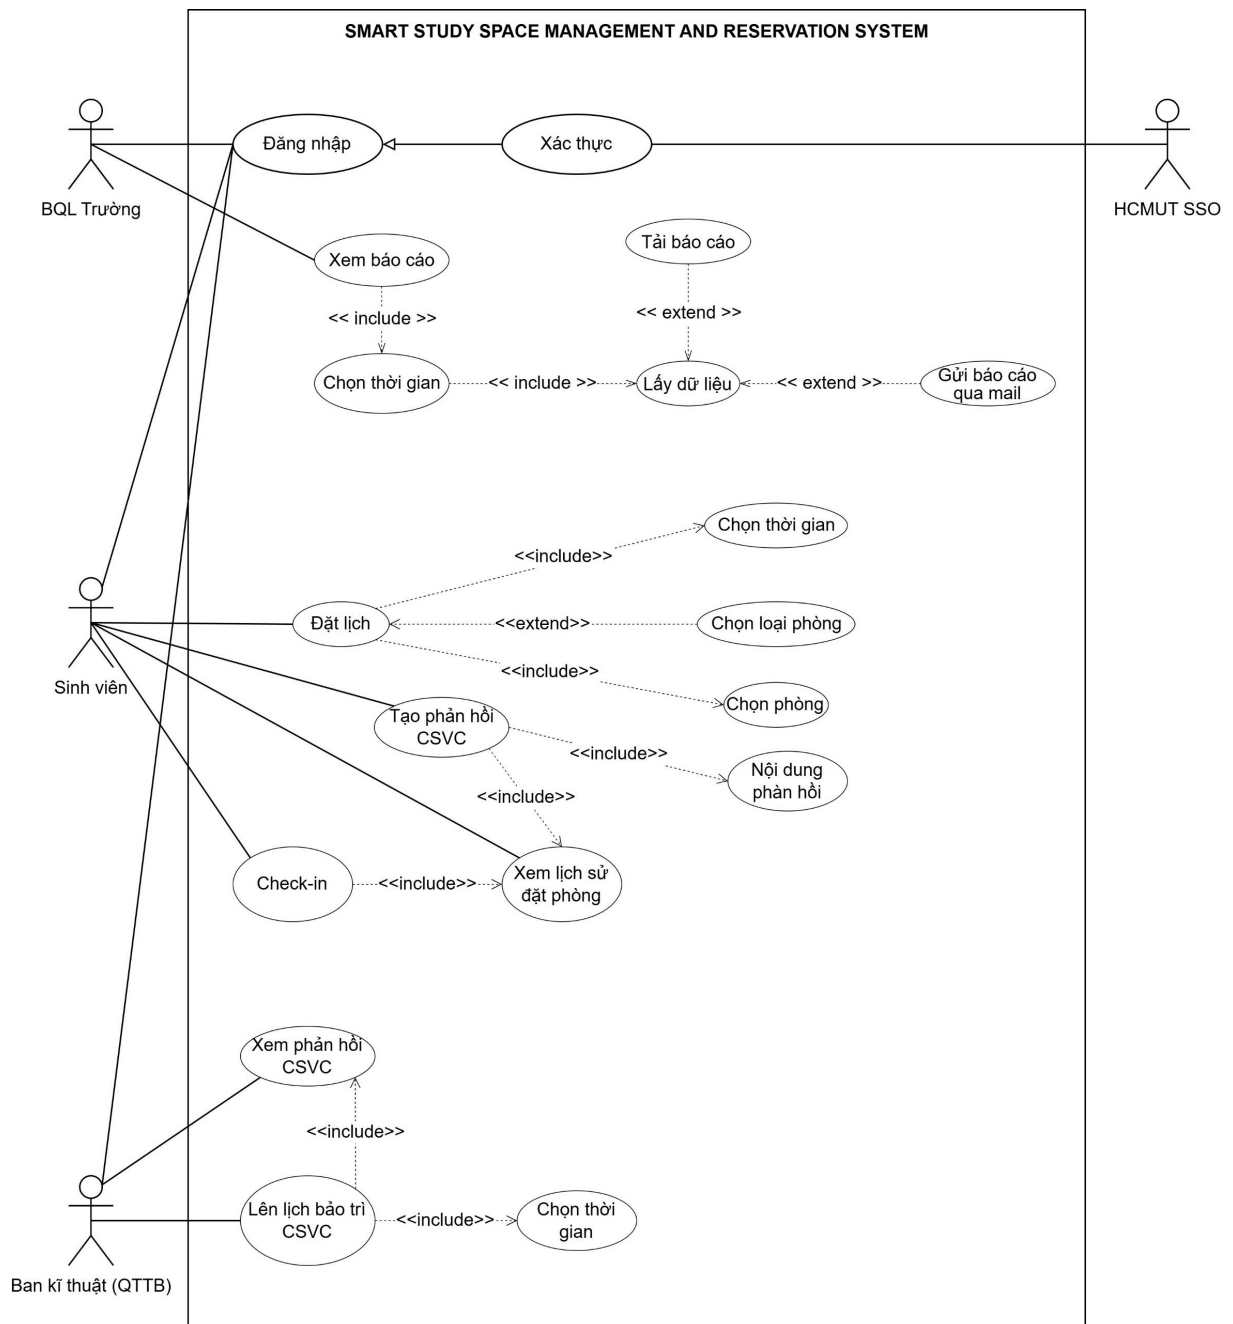 SMART STUDY SPACE MANAGEMENT AND RESERVATION SYSTEM
Đăng nhập
Xác thực
BQL Trường
HCMUT SSO
Tải báo cáo
Xem báo cáo
<< include >>
<< extend >>
Chọn thời gian
<< include >>
Lấy dữ liệu
<< extend >>
Gửi báo cáo
qua mail
Chọn thời gian
<<include>>
Đặt lịch
<<extend>>
Chọn loại phòng
<<include>>
Sinh viên
Chọn phòng
Tạo phản hồi
CSVC
<<include>>
Nội dung
phàn hồi
<<include>>
Check-in
<<include>>
Xem lịch sử
đặt phòng
Xem phản hồi
CSVC
<<include>>
Lên lịch bảo trì
CSVC
<<include>>
Chọn thời
gian
Ban kĩ thuật (QTTB)